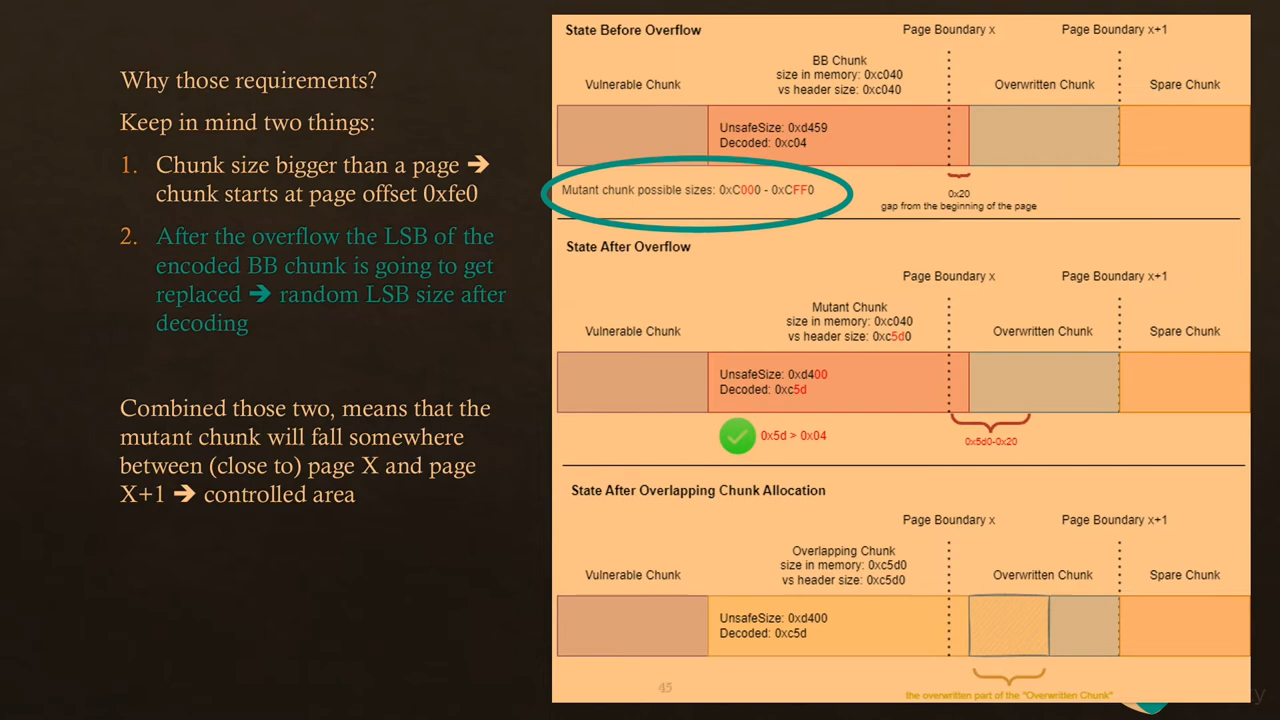 Why those requirements?
Keep in mind two things:
1. Chunk size bigger than a page ➔
chunk starts at page offset 0xfe0
2. After the overflow the LSB of the
encoded BB chunk is going to get
replaced ➔ random LSB size after
decoding
Combined those two, means that the
mutant chunk will fall somewhere
between (close to) page X and page
X+1 ➔ controlled area
State Before Overflow
Page Boundary x
Page Boundary x+1
Vulnerable Chunk
BB Chunk
size in memory: 0xc040
vs header size: 0xc040
Overwritten Chunk
Spare Chunk
UnsafeSize: 0xd459
Decoded: 0xc04
Mutant chunk possible sizes: 0xC000 - 0xCFF0
0x20
gap from the beginning of the page
State After Overflow
Page Boundary x
Page Boundary x+1
Vulnerable Chunk
Mutant Chunk
size in memory: 0xc040
vs header size: 0xc5d0
Overwritten Chunk
Spare Chunk
UnsafeSize: 0xd400
Decoded: 0xc5d
0x5d > 0x04
0x5d0-0x20
State After Overlapping Chunk Allocation
Page Boundary x
Page Boundary x+1
Vulnerable Chunk
Overlapping Chunk
size in memory: 0xc5d0
vs header size: 0xc5d0
Overwritten Chunk
Spare Chunk
UnsafeSize: 0xd400
Decoded: 0xc5d
45
the overwritten part of the "Overwritten Chunk"